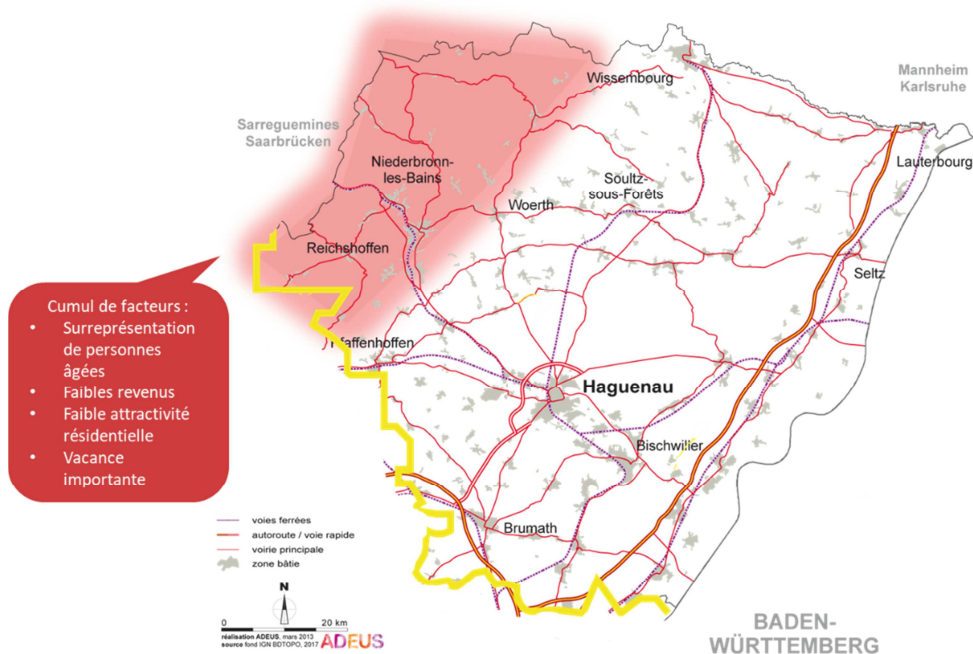 Wissembourg
Mannheim
Karlsruhe
Sarreguemines
Saarbrücken
Niederbronn-
les-Bains
Lauterbourg
Soultz-
sous-Forêts
Woerth
Reichshoffen
Seltz
Cumul de facteurs :
• Surreprésentation
de personnes
âgées
• Faibles revenus
• Faible attractivité
résidentielle
• Vacance
importante
Pfaffenhoffen
Haguenau
Bischwiller
Brumath
voies ferrées
autoroute / voie rapide
voirie principale
zone bâtie
N
0 20 km
réalisation ADEUS, mars 2013
source fond IGN BDTOPO, 2017
ADEUS
BADEN-
WÜRTTEMBERG